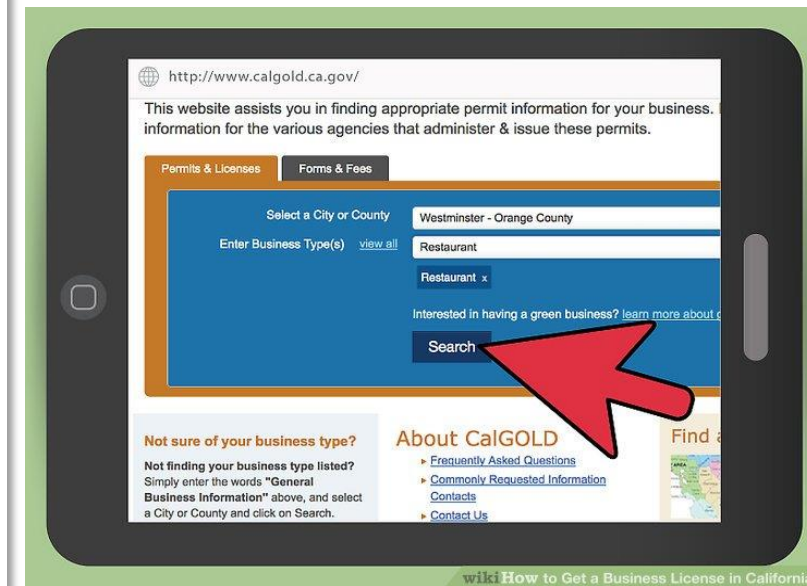 http://www.calgold.ca.gov/
This website assists you in finding appropriate permit information for your business.
information for the various agencies that administer & issue these permits.
Permits & Licenses
Forms & Fees
Select a City or County
Westminster - Orange County
Enter Business Type(s) view all
Restaurant
Restaurant x
Interested in having a green business? learn more about
Search
Not sure of your business type?
Not finding your business type listed?
Simply enter the words "General
Business Information" above, and select
a City or County and click on Search.
About CalGOLD
Frequently Asked Questions
Commonly Requested Information
Contacts
Contact Us
Find
AREA
wikiHow to Get a Business License in California